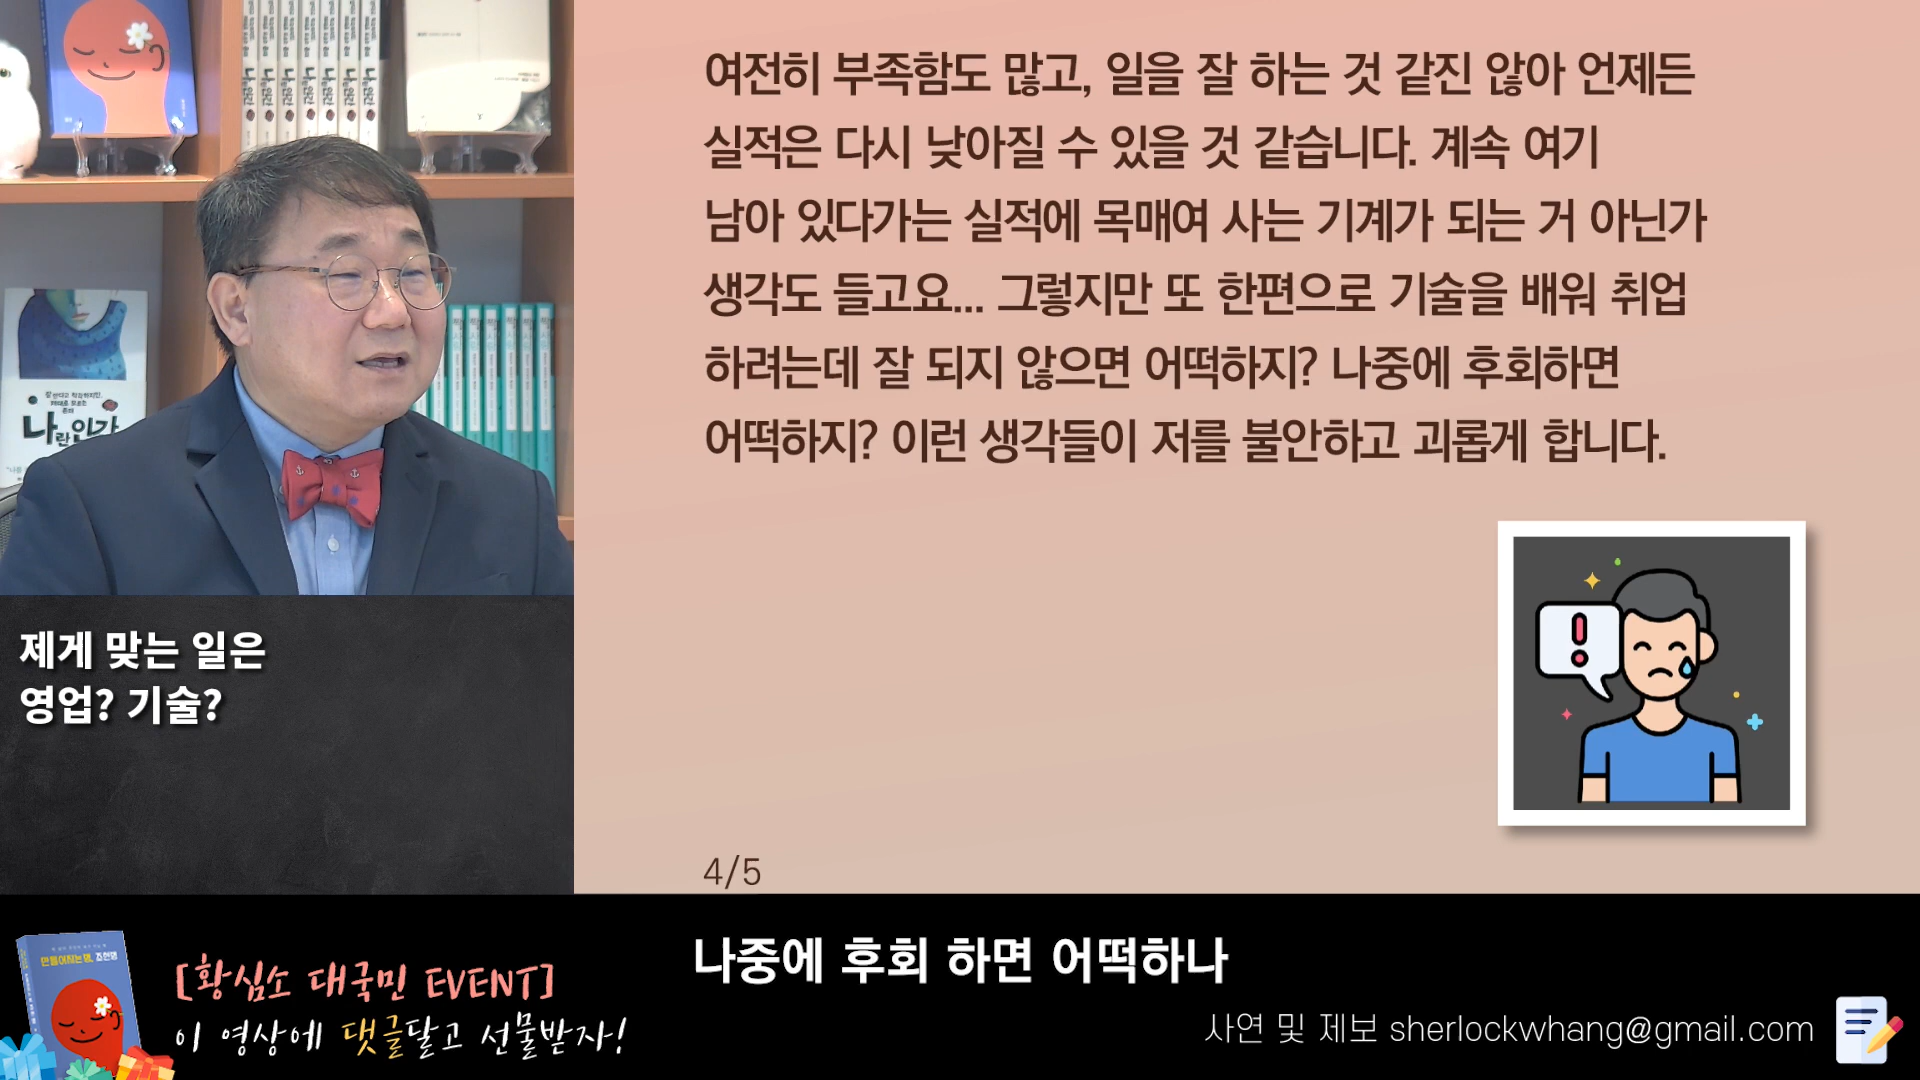 여전히 부족함도 많고, 일을 잘 하는 것 같진 않아 언제든
실적은 다시 낮아질 수 있을 것 같습니다. 계속 여기
남아 있다가는 실적에 목매여 사는 기계가 되는 거 아닌가
생각도 들고요... 그렇지만 또 한편으로 기술을 배워 취업
하려는데 잘 되지 않으면 어떡하지? 나중에 후회하면
어떡하지? 이런 생각들이 저를 불안하고 괴롭게 합니다.
4/5
나란 인간
제게 맞는 일은
영업? 기술?
나중에 후회 하면 어떡하나
[황심소 대국민 EVENT]
이 영상에 댓글달고 선물받자!
사연 및 제보 sherlockwhang@gmail.com